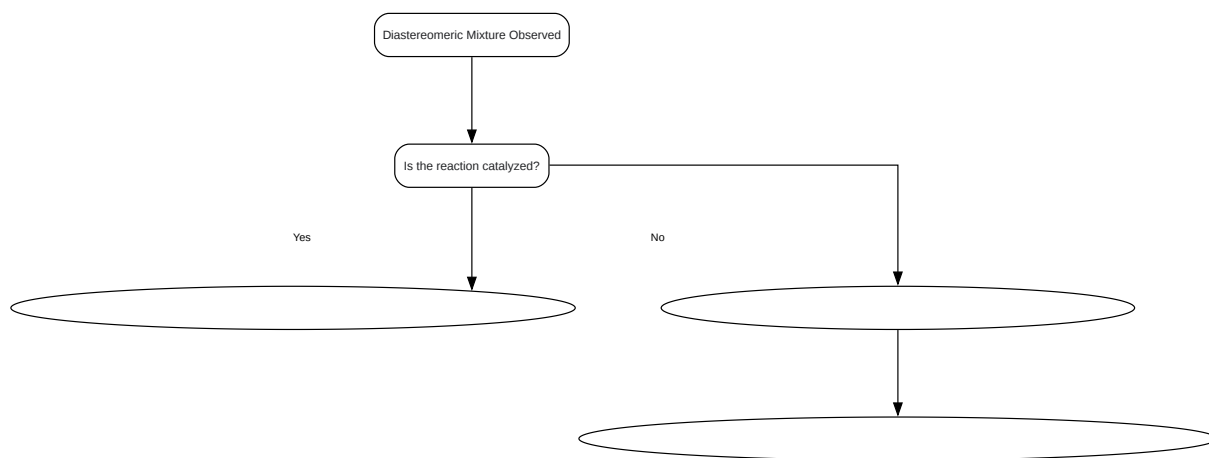 Diastereomeric Mixture Observed
Is the reaction catalyzed?
Yes
No